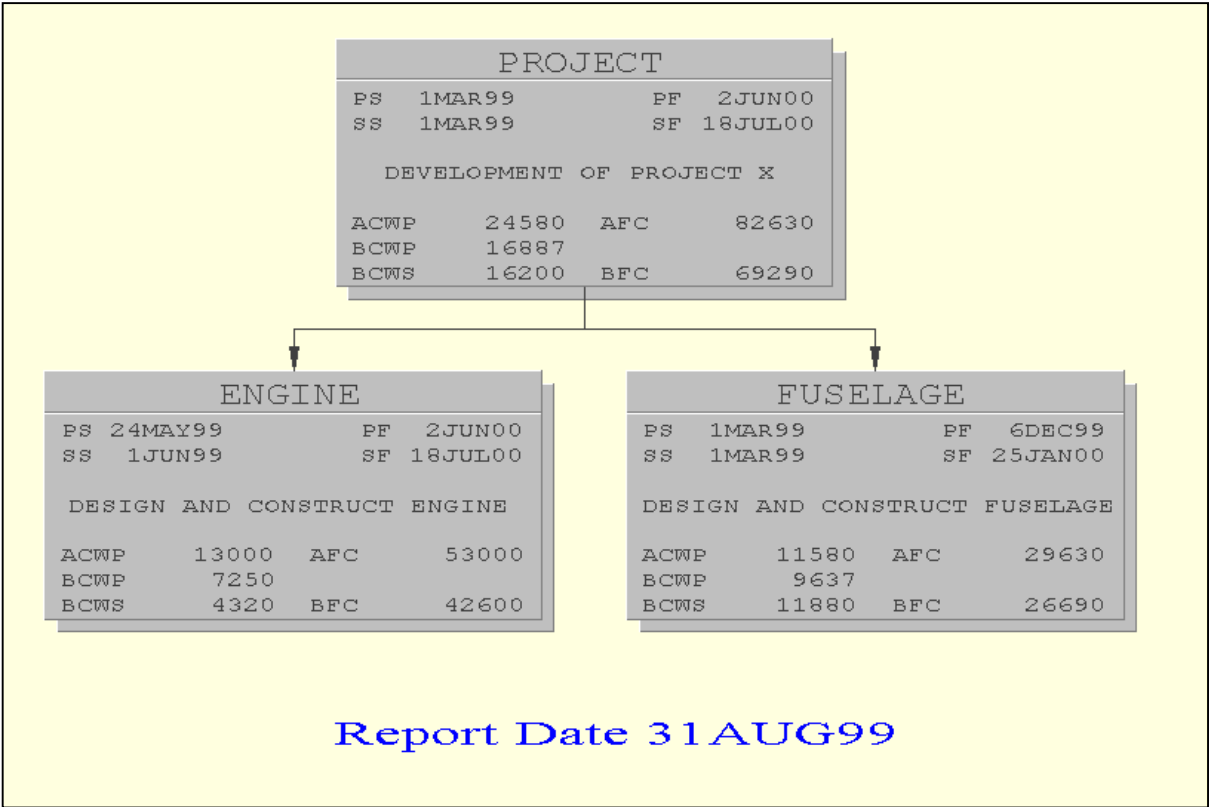 PROJECT
PS 1MAR99 PF 2JUN00
SS 1MAR99 SF 18JUL00
DEVELOPMENT OF PROJECT X
ACWP 24580 AFC 82630
BCWP 16887
BCWS 16200 BFC 69290
ENGINE
PS 24MAY99 PF 2JUN00
SS 1JUN99 SF 18JUL00
DESIGN AND CONSTRUCT ENGINE
ACWP 13000 AFC 53000
BCWP 7250
BCWS 4320 BFC 42600
FUSELAGE
PS 1MAR99 PF 6DEC99
SS 1MAR99 SF 25JAN00
DESIGN AND CONSTRUCT FUSELAGE
ACWP 11580 AFC 29630
BCWP 9637
BCWS 11880 BFC 26690
Report Date 31AUG99